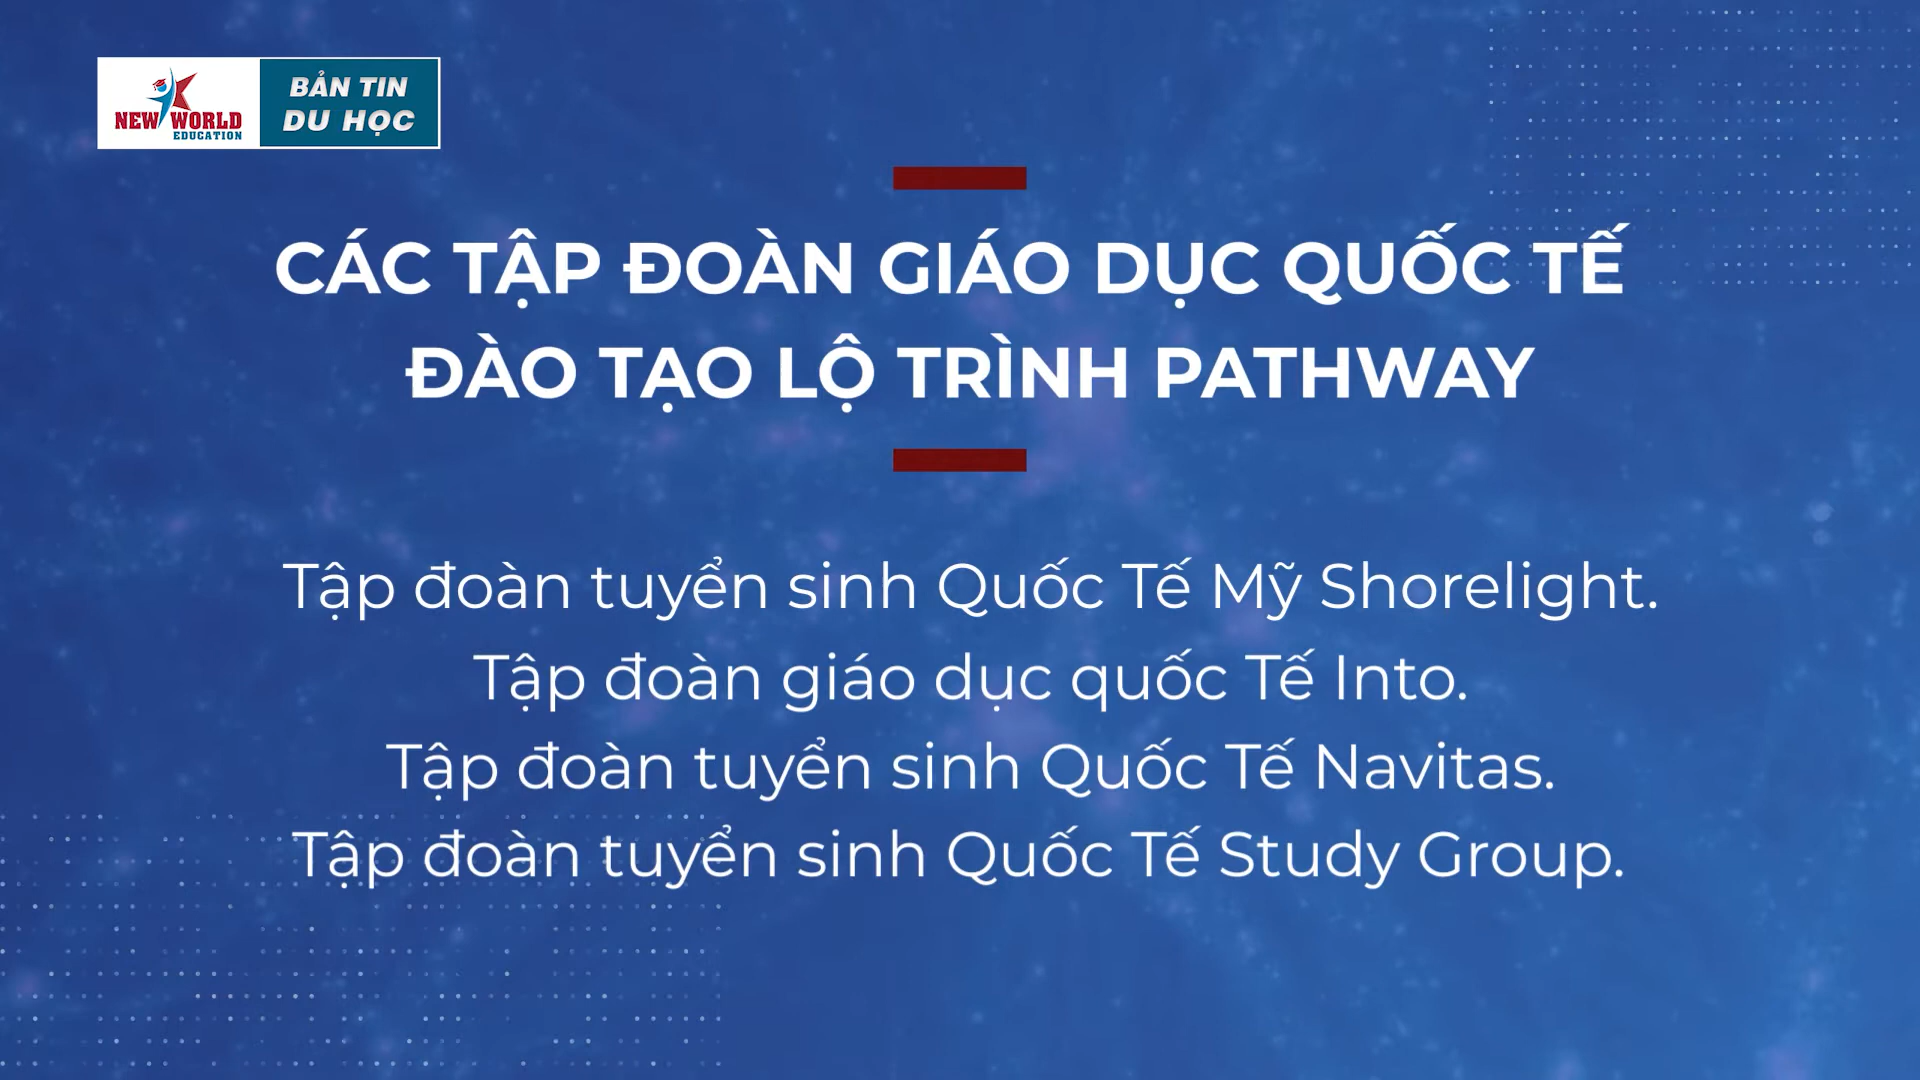 NEW WORLD
EDUCATION
BẢN TIN
DU HỌC
CÁC TẬP ĐOÀN GIÁO DỤC QUỐC TẾ
ĐÀO TẠO LỘ TRÌNH PATHWAY
Tập đoàn tuyển sinh Quốc Tế Mỹ Shorelight.
Tập đoàn giáo dục quốc Tế Into.
Tập đoàn tuyển sinh Quốc Tế Navitas.
Tập đoàn tuyển sinh Quốc Tế Study Group.